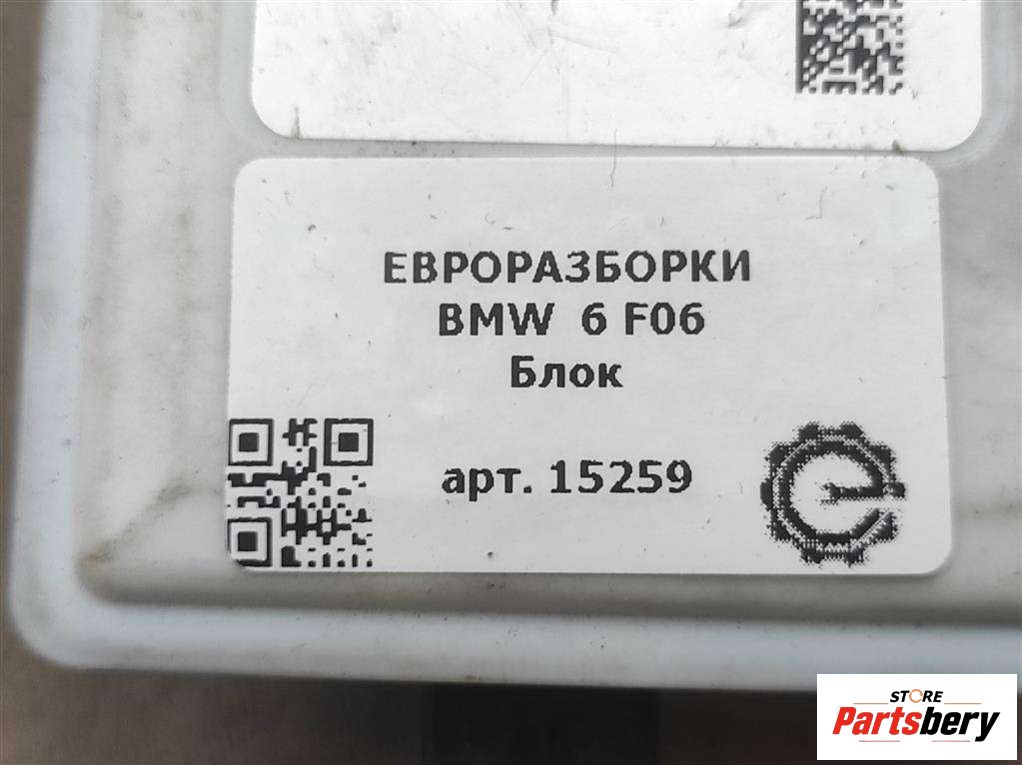 ЕВРОРАЗБОРКИ
BMW 6 F06
Блок
арт. 15259
STORE
Partsbery